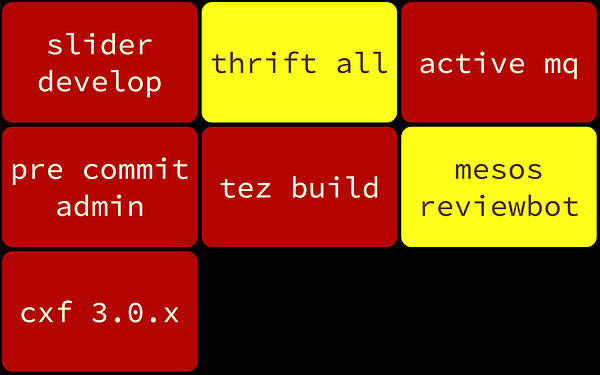 slider
develop
thrift all
active mq
pre commit
admin
tez build
mesos
reviewbot
cxf 3.0.x